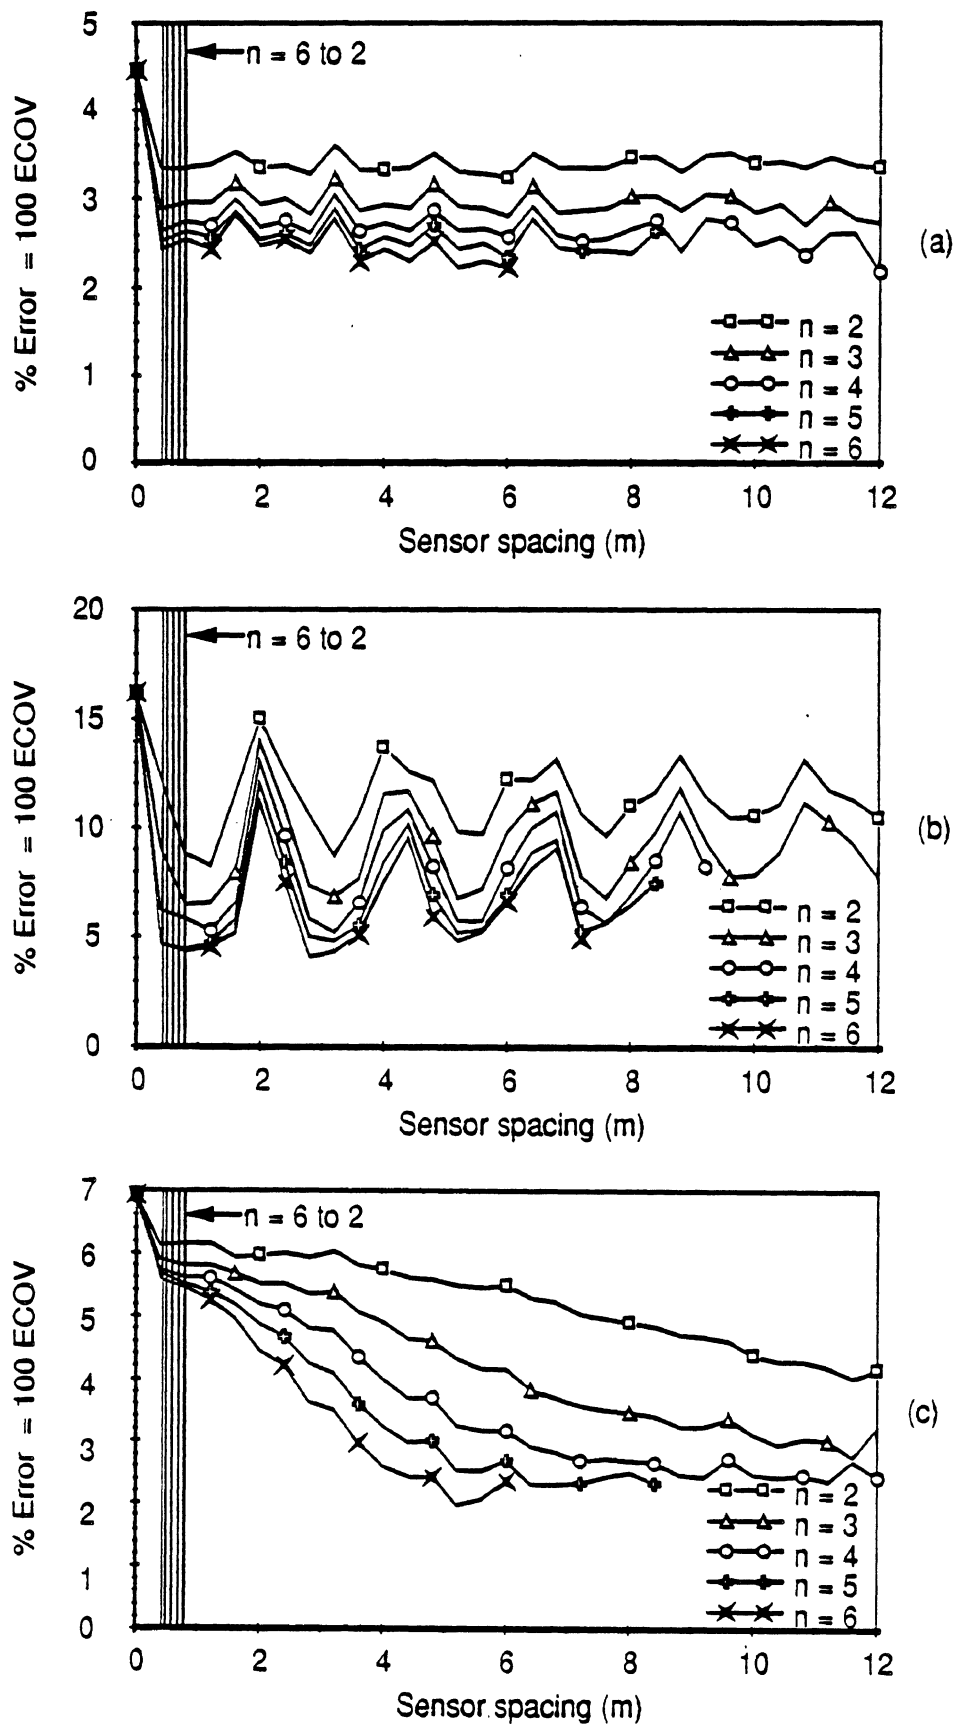 5
4
3
2
1
0
% Error = 100 ECOV
n = 6 to 2
(a)
n = 2
n = 3
n = 4
n = 5
n = 6
0 2 4 6 8 10 12
Sensor spacing (m)
20
15
10
5
0
% Error = 100 ECOV
n = 6 to 2
(b)
n = 2
n = 3
n = 4
n = 5
n = 6
0 2 4 6 8 10 12
Sensor spacing (m)
7
6
5
4
3
2
1
0
% Error = 100 ECOV
n = 6 to 2
(c)
n = 2
n = 3
n = 4
n = 5
n = 6
0 2 4 6 8 10 12
Sensor spacing (m)